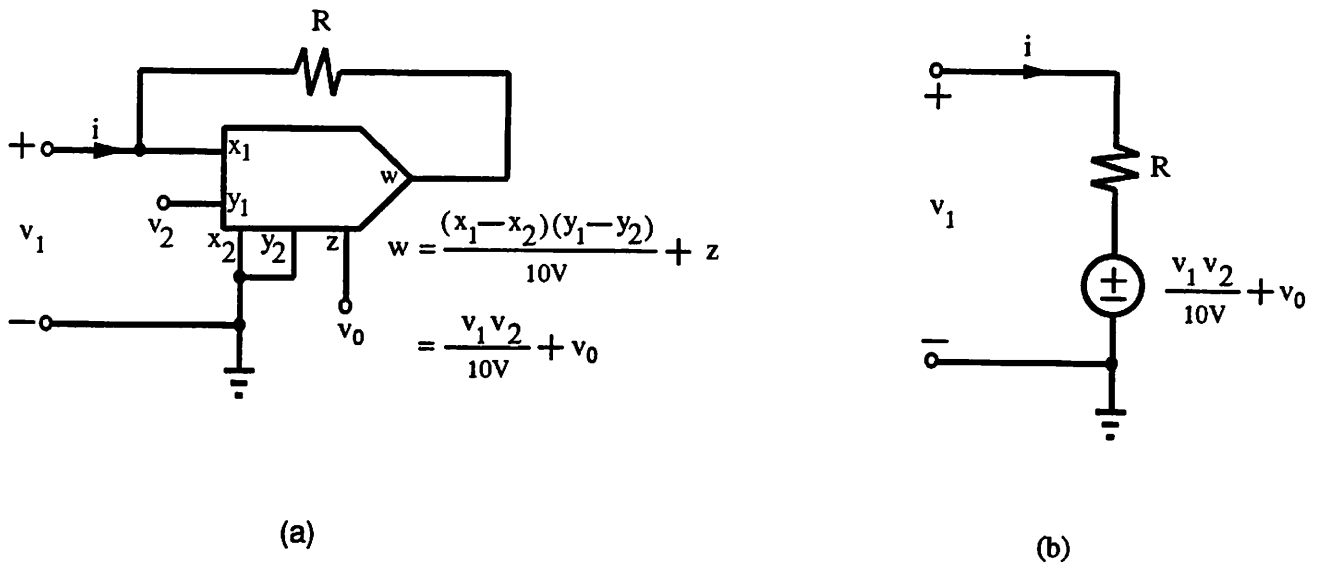 R
i
+
x₁
w
y₁
v₂
v₁
x₂ y₂ z
w = (x₁−x₂)(y₁−y₂) / 10V + z
−
v₀
= v₁v₂ / 10V + v₀
(a)
i
+
R
v₁
+
−
v₁v₂ / 10V + v₀
−
(b)